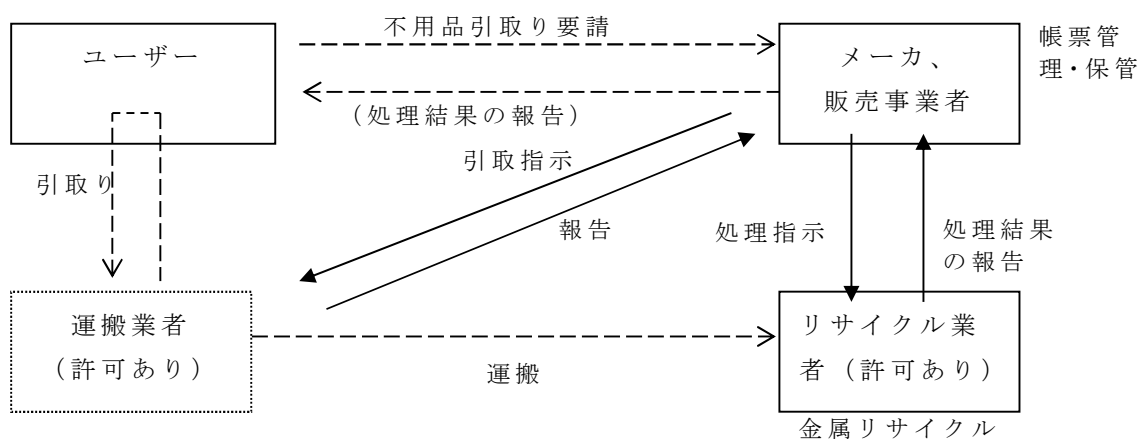 不用品引取り要請
ユーザー
メーカ、
販売事業者
帳票管
理・保管
(処理結果の報告)
引取指示
引取り
報告
処理指示
処理結果
の報告
運搬業者
(許可あり)
運搬
リサイクル業
者(許可あり)
金属リサイクル